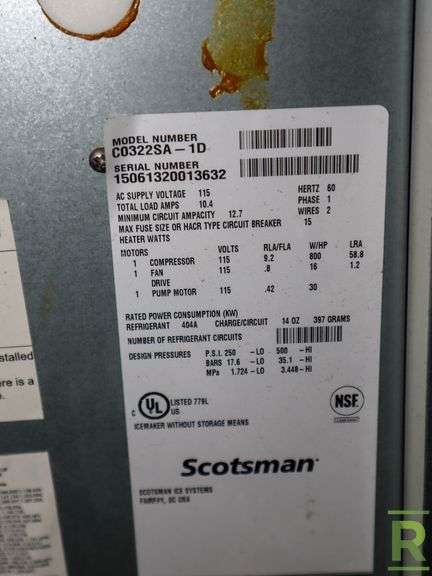 MODEL NUMBER
C0322SA-1D
SERIAL NUMBER
15061320013632
AC SUPPLY VOLTAGE 115 HERTZ 60
TOTAL LOAD AMPS 10.4 PHASE 1
MINIMUM CIRCUIT AMPACITY 12.7 WIRES 2
MAX FUSE SIZE OR HACR TYPE CIRCUIT BREAKER 15
HEATER WATTS
MOTORS VOLTS RLA/FLA W/HP LRA
1 COMPRESSOR 115 9.2 800 58.8
1 FAN 115 .8 16 1.2
DRIVE
1 PUMP MOTOR 115 .42 30
RATED POWER CONSUMPTION (KW)
REFRIGERANT 404A CHARGE/CIRCUIT 14 OZ 397 GRAMS
NUMBER OF REFRIGERANT CIRCUITS
DESIGN PRESSURES P.S.I. 250 -LO 500 -HI
BARS 17.6 -LO 35.1 -HI
MPa 1.724 -LO 3.448-HI
C UL US LISTED 779L
NSF
ICEMAKER WITHOUT STORAGE MEANS
Scotsman
SCOTSMAN ICE SYSTEMS
stalled
ere is a
R